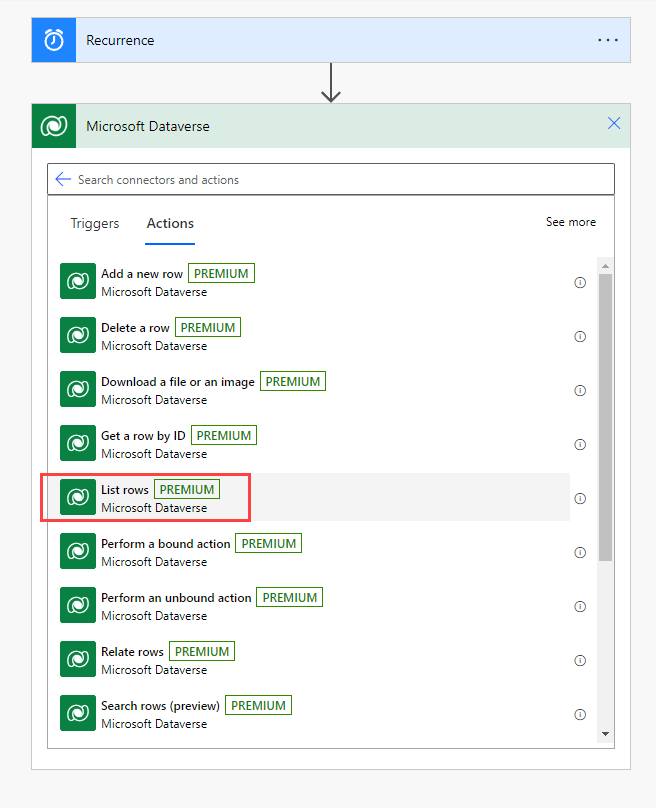 Recurrence
Microsoft Dataverse
Search connectors and actions
Triggers Actions See more
Add a new row PREMIUM
Microsoft Dataverse
Delete a row PREMIUM
Microsoft Dataverse
Download a file or an image PREMIUM
Microsoft Dataverse
Get a row by ID PREMIUM
Microsoft Dataverse
List rows PREMIUM
Microsoft Dataverse
Perform a bound action PREMIUM
Microsoft Dataverse
Perform an unbound action PREMIUM
Microsoft Dataverse
Relate rows PREMIUM
Microsoft Dataverse
Search rows (preview) PREMIUM
Microsoft Dataverse